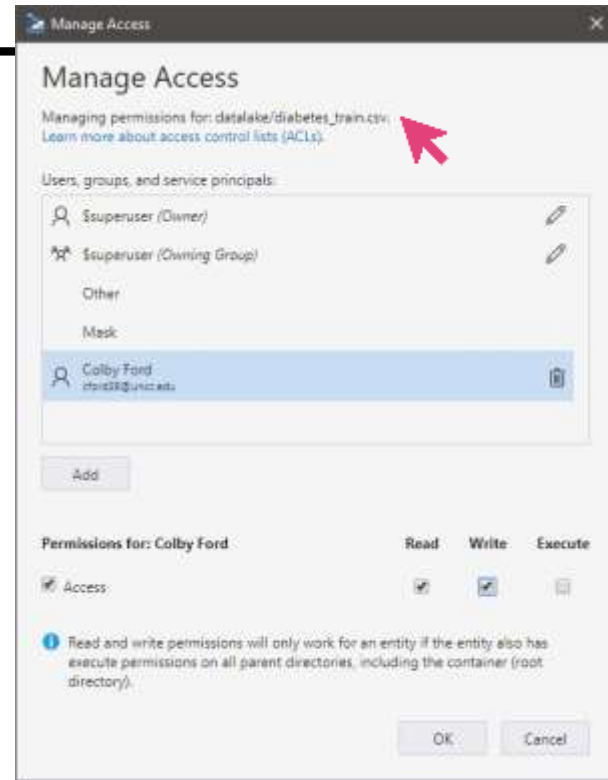 Manage Access
Manage Access
Managing permissions for: datalake/diabetes_train.csv.
Learn more about access control lists (ACLs).
Users, groups, and service principals:
$superuser (Owner)
$superuser (Owning Group)
Other
Mask
Colby Ford
Add
Permissions for: Colby Ford Read Write Execute
Access
Read and write permissions will only work for an entity if the entity also has
execute permissions on all parent directories, including the container (root
directory).
OK Cancel